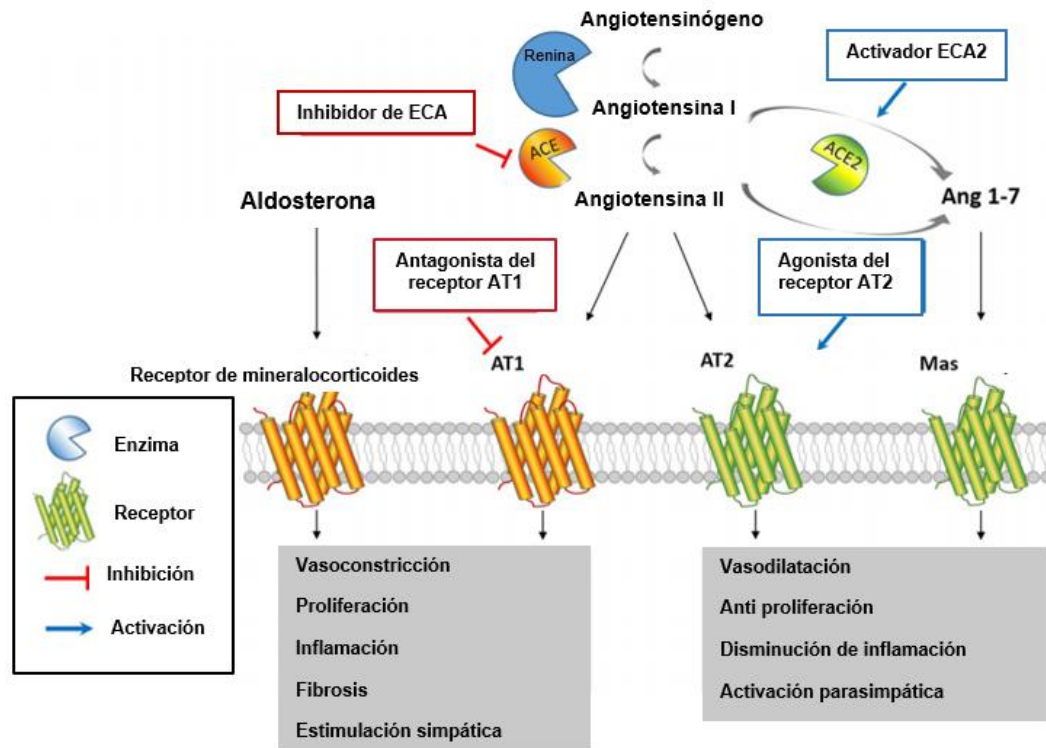 Angiotensinógeno
Renina
Activador ECA2
Inhibidor de ECA
Angiotensina I
ACE
ACE2
Aldosterona
Angiotensina II
Ang 1-7
Antagonista del
receptor AT1
Agonista del
receptor AT2
Receptor de mineralocorticoides
AT1
AT2
Mas
Enzima
Receptor
Inhibición
Activación
Vasoconstricción
Proliferación
Inflamación
Fibrosis
Estimulación simpática
Vasodilatación
Anti proliferación
Disminución de inflamación
Activación parasimpática